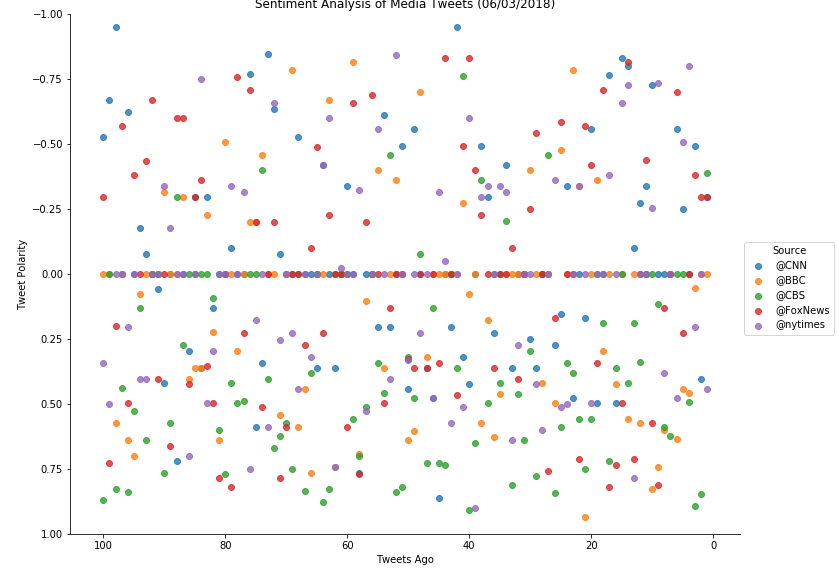 Sentiment Analysis of Media Tweets (06/03/2018)
−1.00
−0.75
−0.50
−0.25
0.00
0.25
0.50
0.75
1.00
Tweet Polarity
100
80
60
40
20
0
Tweets Ago
Source
@CNN
@BBC
@CBS
@FoxNews
@nytimes